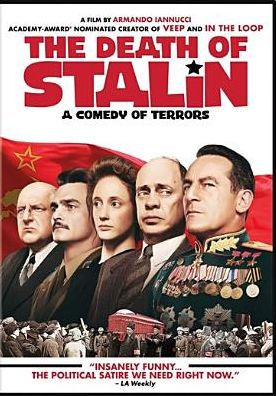 A FILM BY ARMANDO IANNUCCI
ACADEMY-AWARD® NOMINATED CREATOR OF VEEP AND IN THE LOOP
THE DEATH OF
STALIN
A COMEDY OF TERRORS
"INSANELY FUNNY...
THE POLITICAL SATIRE WE NEED RIGHT NOW."
– LA Weekly